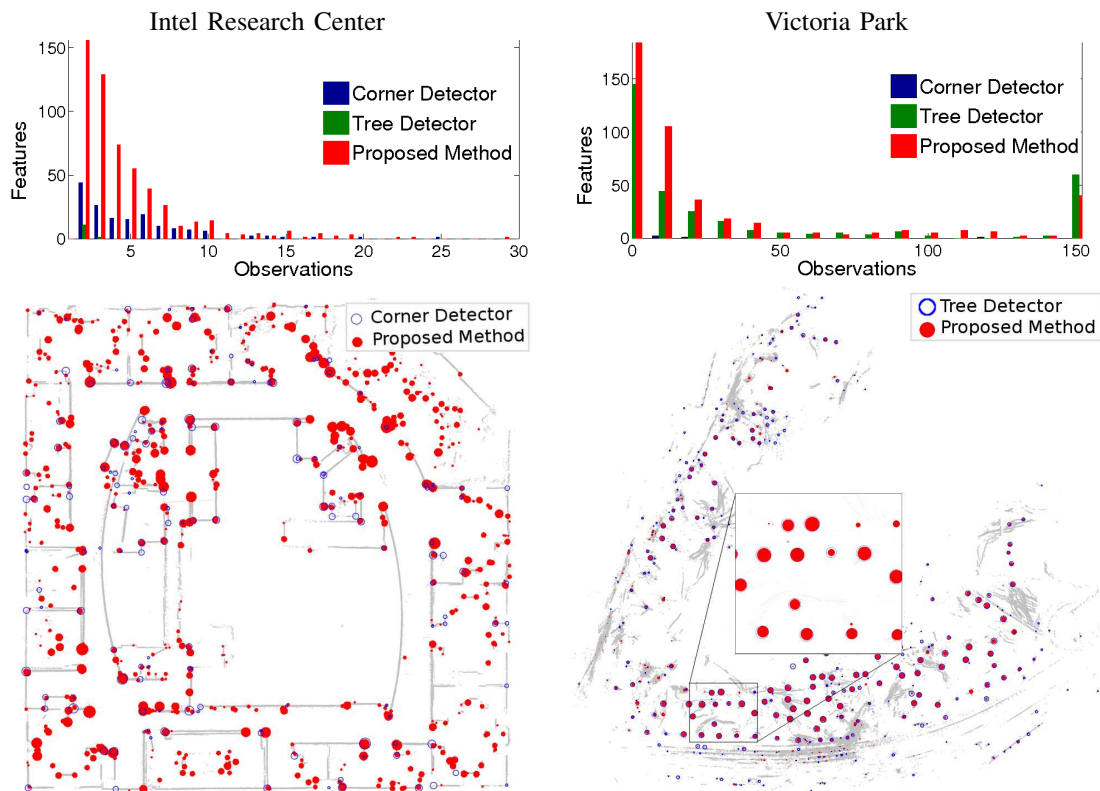 Intel Research Center
150
100
50
0
Features
Corner Detector
Tree Detector
Proposed Method
5
10
15
20
25
30
Observations
Victoria Park
150
100
50
0
Features
Corner Detector
Tree Detector
Proposed Method
0
50
100
150
Observations
Corner Detector
Proposed Method
Tree Detector
Proposed Method